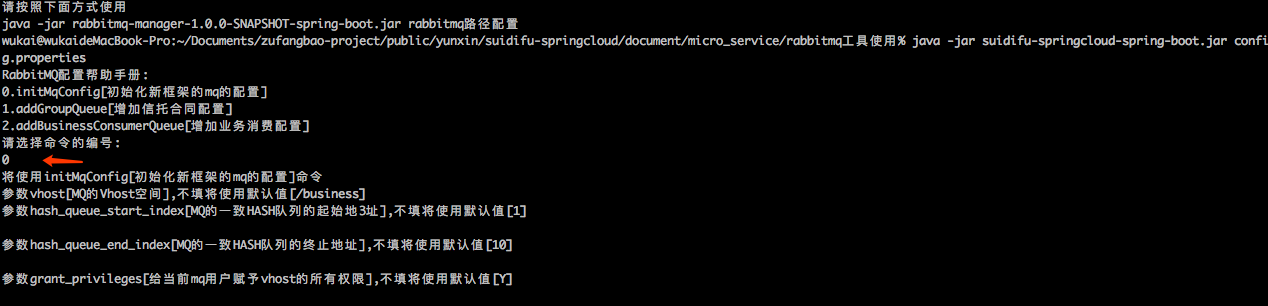 请按照下面方式使用
java -jar rabbitmq-manager-1.0.0-SNAPSHOT-spring-boot.jar rabbitmq路径配置
wukai@wukaideMacBook-Pro:~/Documents/zufangbao-project/public/yunxin/suidifu-springcloud/document/micro_service/rabbitmq工具使用% java -jar suidifu-springcloud-spring-boot.jar confi
g.properties
RabbitMQ配置帮助手册:
0.initMqConfig[初始化新框架的mq的配置]
1.addGroupQueue[增加信托合同配置]
2.addBusinessConsumerQueue[增加业务消费配置]
请选择命令的编号:
0
将使用initMqConfig[初始化新框架的mq的配置]命令
参数vhost[MQ的Vhost空间],不填将使用默认值[/business]
参数hash_queue_start_index[MQ的一致HASH队列的起始地3址],不填将使用默认值[1]
参数hash_queue_end_index[MQ的一致HASH队列的终止地址],不填将使用默认值[10]
参数grant_privileges[给当前mq用户赋予vhost的所有权限],不填将使用默认值[Y]